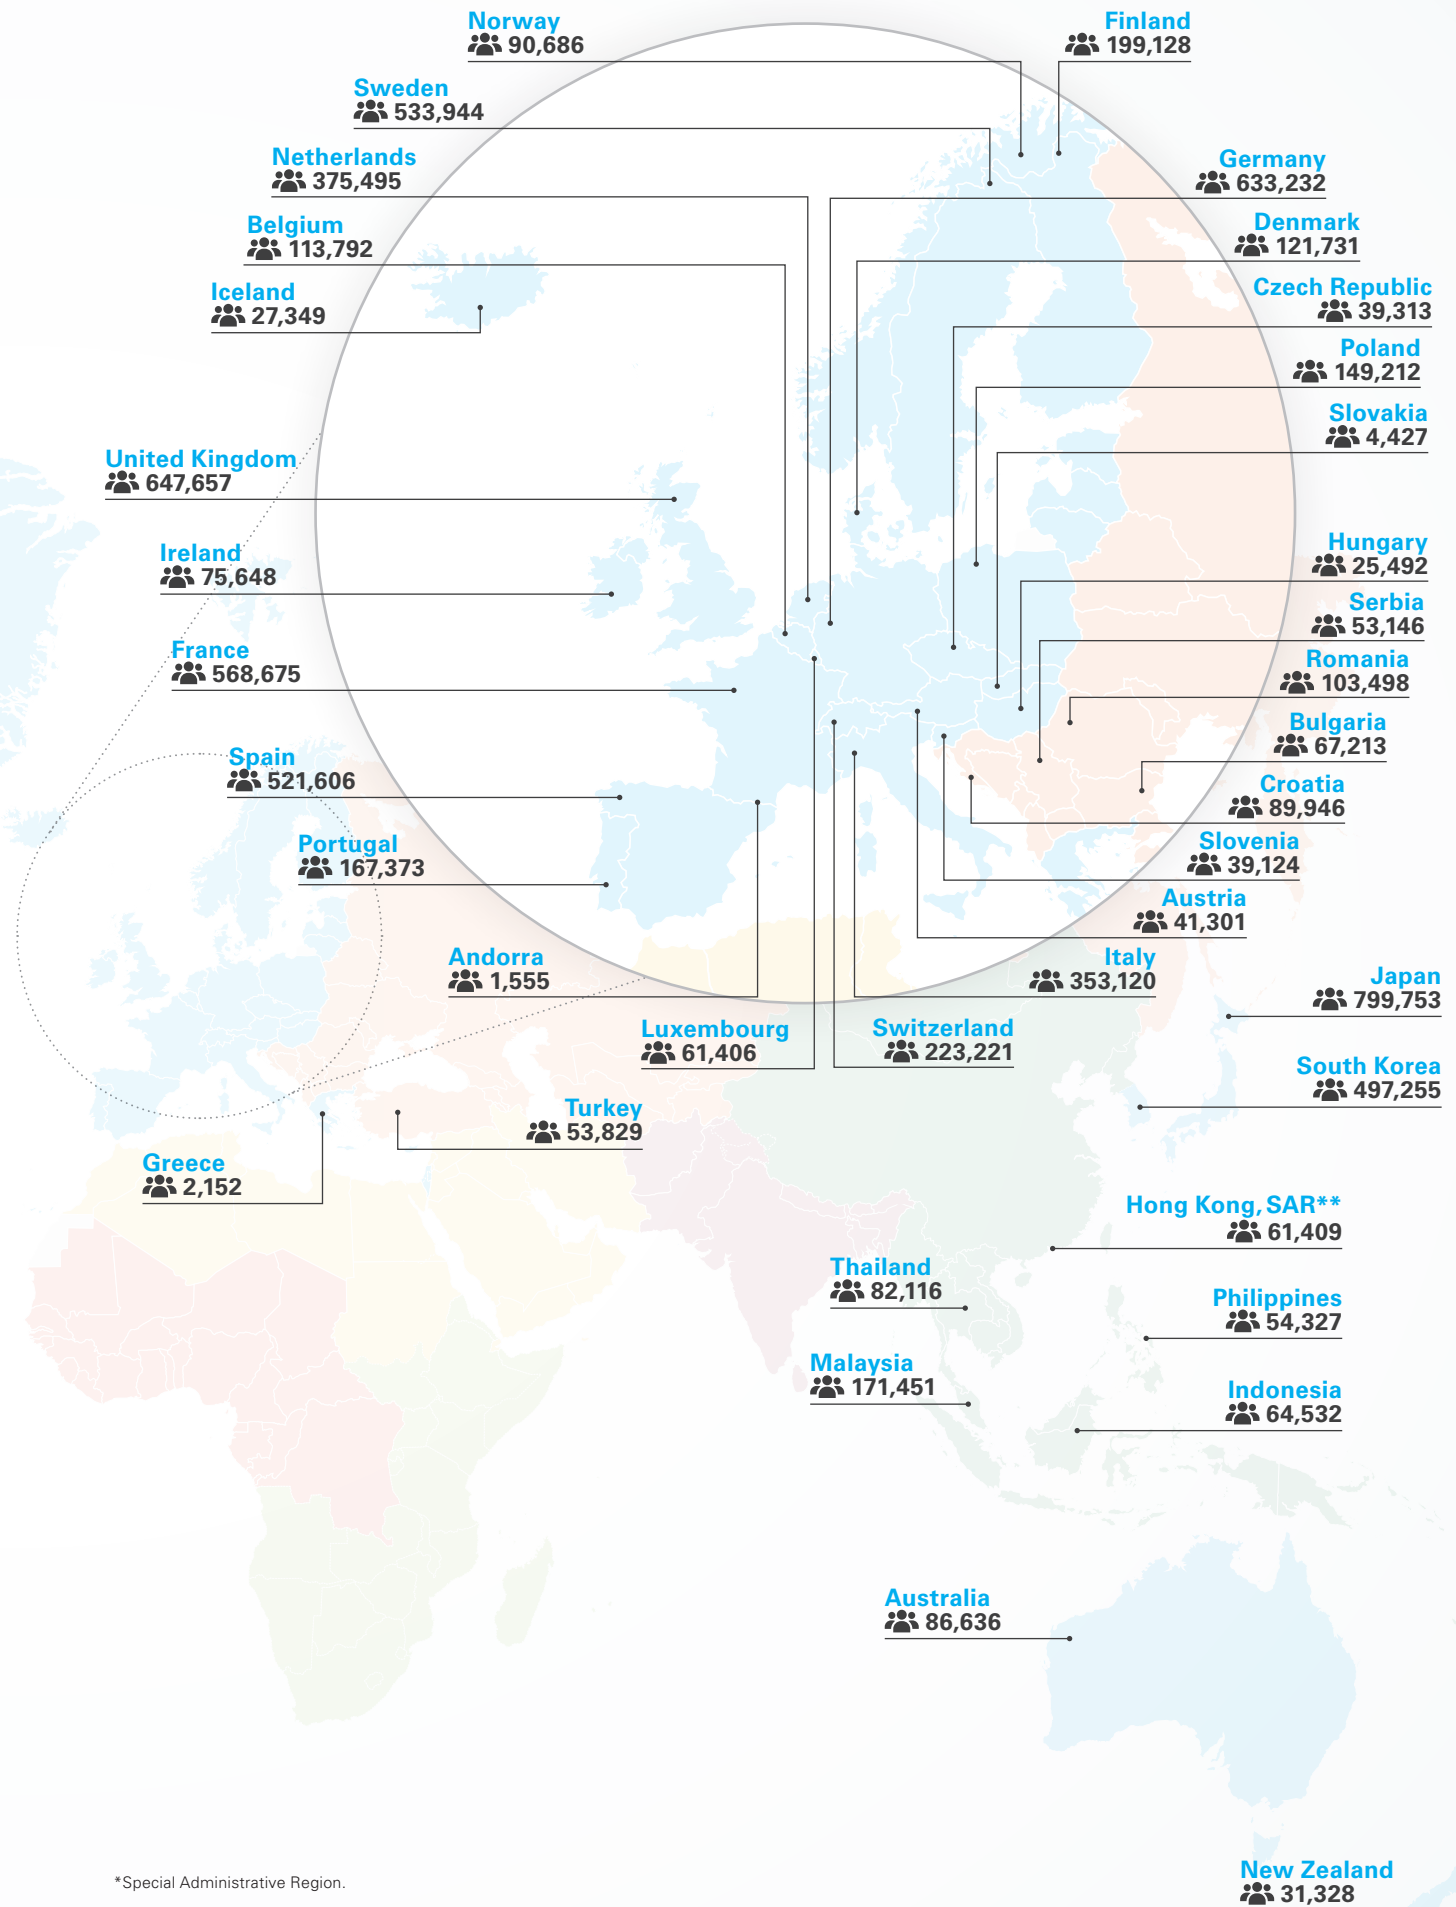 Norway
90,686
Finland
199,128
Sweden
533,944
Netherlands
375,495
Germany
633,232
Belgium
113,792
Denmark
121,731
Iceland
27,349
Czech Republic
39,313
Poland
149,212
Slovakia
4,427
United Kingdom
647,657
Ireland
75,648
Hungary
25,492
Serbia
53,146
France
568,675
Romania
103,498
Bulgaria
67,213
Spain
521,606
Croatia
89,946
Portugal
167,373
Slovenia
39,124
Austria
41,301
Andorra
1,555
Italy
353,120
Japan
799,753
Luxembourg
61,406
Switzerland
223,221
South Korea
497,255
Turkey
53,829
Greece
2,152
Hong Kong, SAR**
61,409
Thailand
82,116
Philippines
54,327
Malaysia
171,451
Indonesia
64,532
Australia
86,636
New Zealand
31,328
*Special Administrative Region.